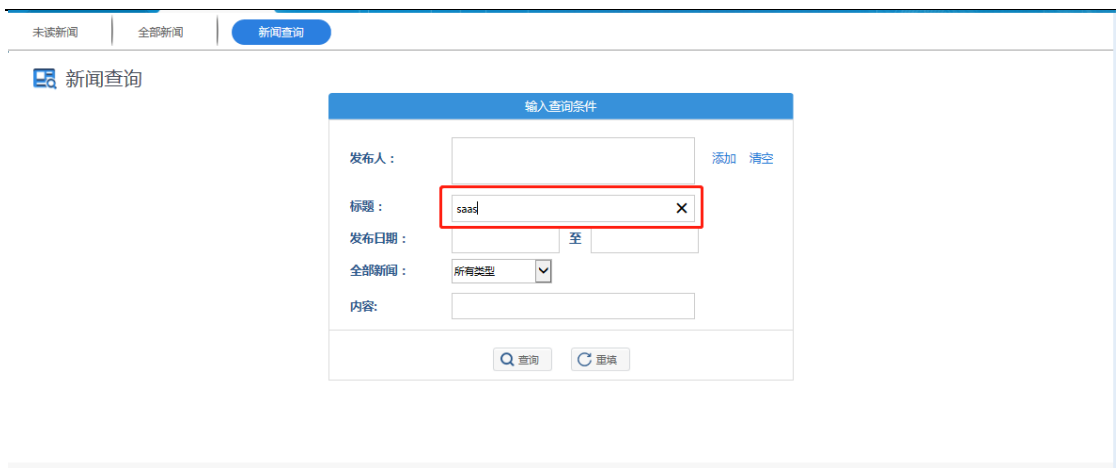 未读新闻 全部新闻 新闻查询
新闻查询
输入查询条件
发布人： 添加 清空
标题： saas
发布日期： 至
全部新闻： 所有类型
内容:
查询 重填